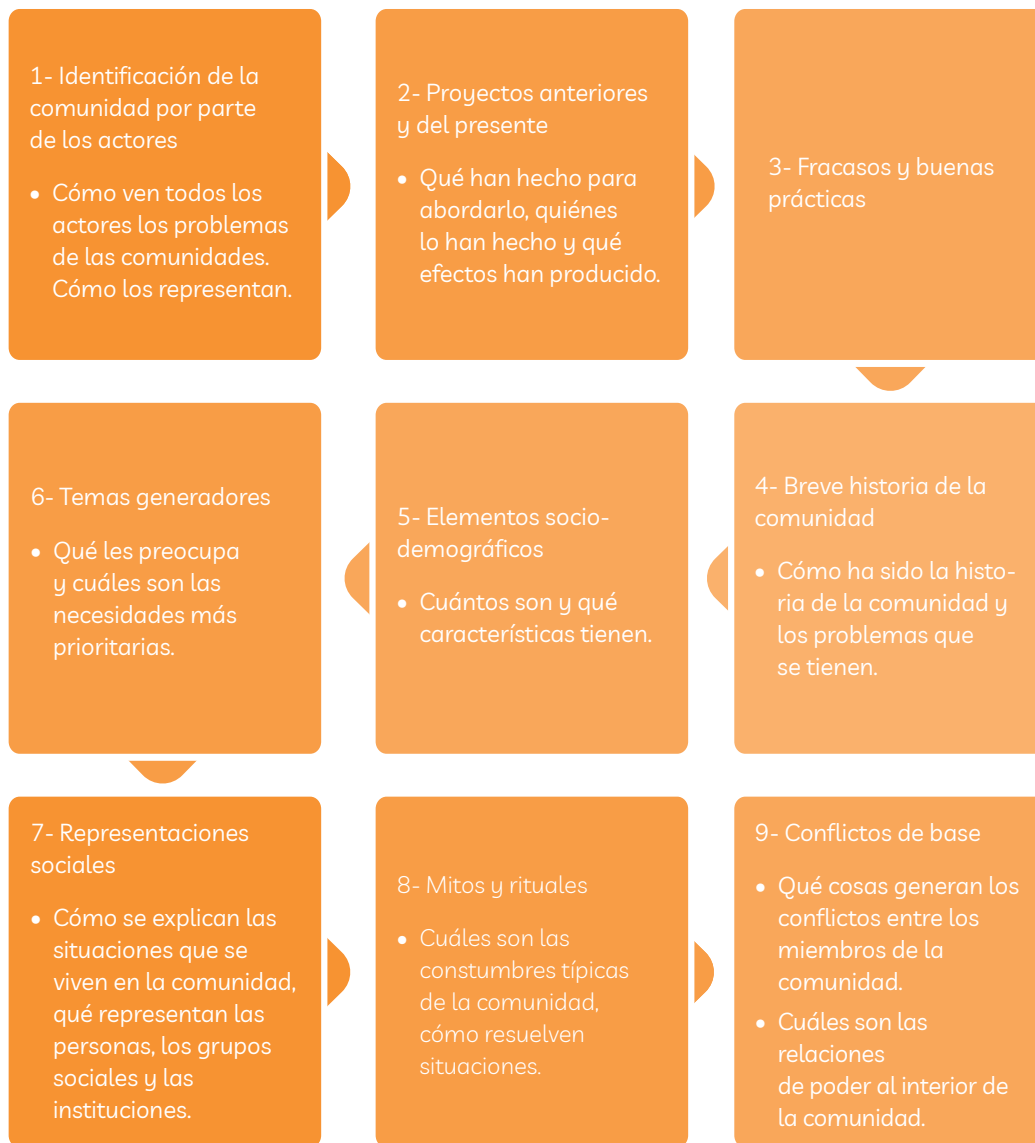 1- Identificación de la
comunidad por parte
de los actores
• Cómo ven todos los
actores los problemas
de las comunidades.
Cómo los representan.
2- Proyectos anteriores
y del presente
• Qué han hecho para
abordarlo, quiénes
lo han hecho y qué
efectos han producido.
3- Fracasos y buenas
prácticas
4- Breve historia de la
comunidad
• Cómo ha sido la histo-
ria de la comunidad y
los problemas que
se tienen.
5- Elementos socio-
demográficos
• Cuántos son y qué
características tienen.
6- Temas generadores
• Qué les preocupa
y cuáles son las
necesidades más
prioritarias.
7- Representaciones
sociales
• Cómo se explican las
situaciones que se
viven en la comunidad,
qué representan las
personas, los grupos
sociales y las
instituciones.
8- Mitos y rituales
• Cuáles son las
constumbres típicas
de la comunidad,
cómo resuelven
situaciones.
9- Conflictos de base
• Qué cosas generan los
conflictos entre los
miembros de la
comunidad.
• Cuáles son las
relaciones
de poder al interior de
la comunidad.